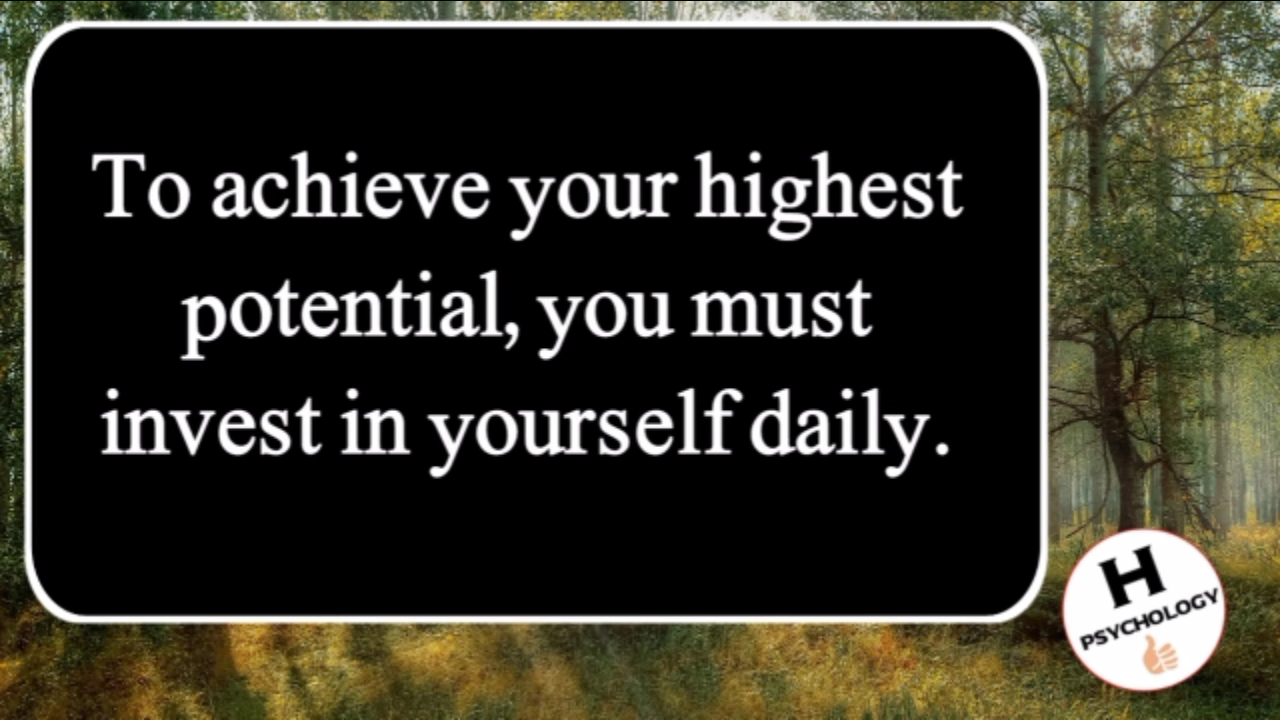 To achieve your highest
potential, you must
invest in yourself daily.
H
PSYCHOLOGY